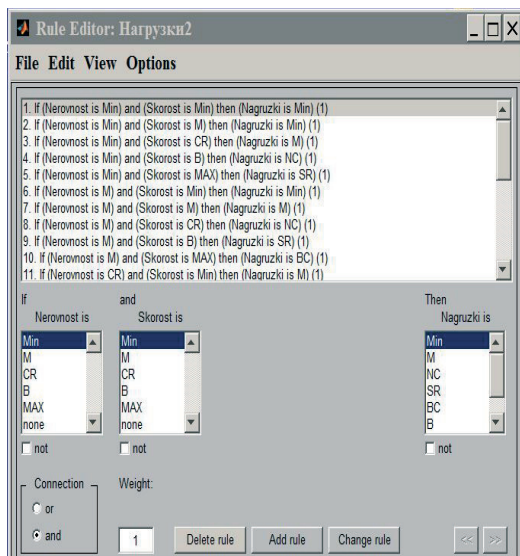 Rule Editor: Нагрузки2
File Edit View Options
1. If (Nerovnost is Min) and (Skorost is Min) then (Nagruzki is Min) (1)
2. If (Nerovnost is Min) and (Skorost is M) then (Nagruzki is Min) (1)
3. If (Nerovnost is Min) and (Skorost is CR) then (Nagruzki is M) (1)
4. If (Nerovnost is Min) and (Skorost is B) then (Nagruzki is NC) (1)
5. If (Nerovnost is Min) and (Skorost is MAX) then (Nagruzki is SR) (1)
6. If (Nerovnost is M) and (Skorost is Min) then (Nagruzki is Min) (1)
7. If (Nerovnost is M) and (Skorost is M) then (Nagruzki is M) (1)
8. If (Nerovnost is M) and (Skorost is CR) then (Nagruzki is NC) (1)
9. If (Nerovnost is M) and (Skorost is B) then (Nagruzki is SR) (1)
10. If (Nerovnost is M) and (Skorost is MAX) then (Nagruzki is BC) (1)
11. If (Nerovnost is CR) and (Skorost is Min) then (Nagruzki is M) (1)
If and Then
Nerovnost is Skorost is Nagruzki is
Min Min Min
M M M
CR CR NC
B B SR
MAX MAX BC
none none B
not not not
Connection Weight:
or
and 1 Delete rule Add rule Change rule << >>